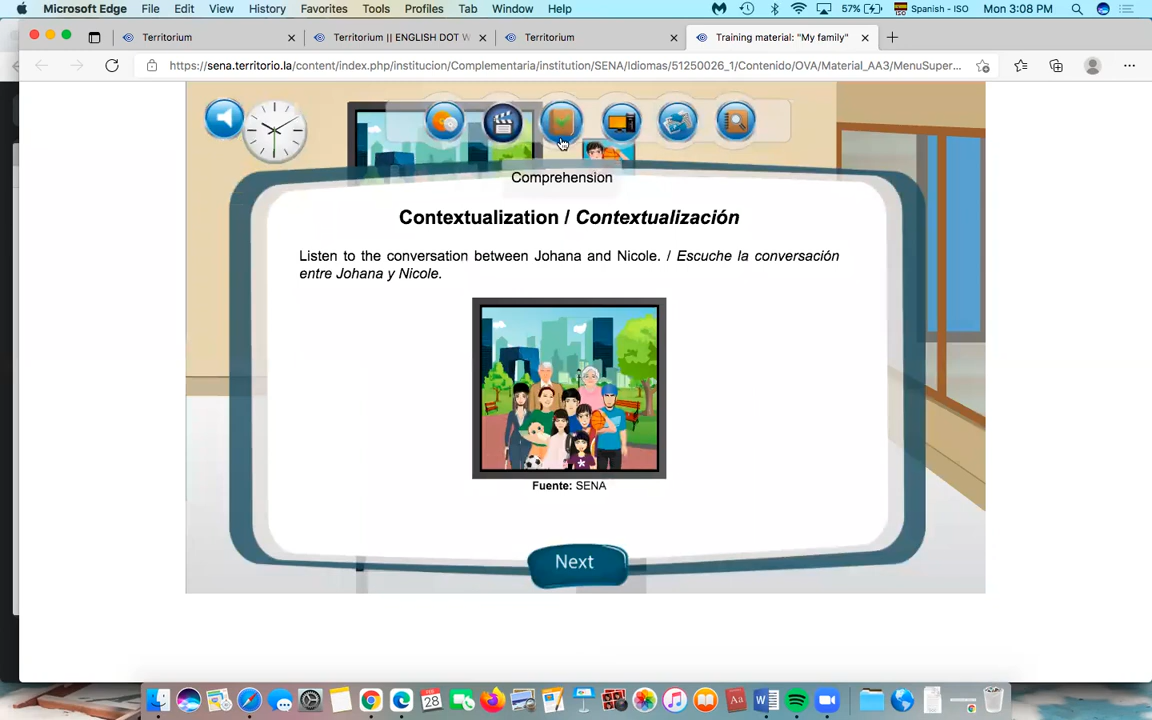 Microsoft Edge File Edit View History Favorites Tools Profiles Tab Window Help 57% Spanish - ISO Mon 3:08 PM
Territorium Territorium || ENGLISH DOT W Territorium Training material: "My family"
https://sena.territorio.la/content/index.php/institucion/Complementaria/institution/SENA/Idiomas/51250026_1/Contenido/OVA/Material_AA3/MenuSuper...
Comprehension
Contextualization / Contextualización
Listen to the conversation between Johana and Nicole. / Escuche la conversación
entre Johana y Nicole.
Fuente: SENA
Next
FEB
28
Aa